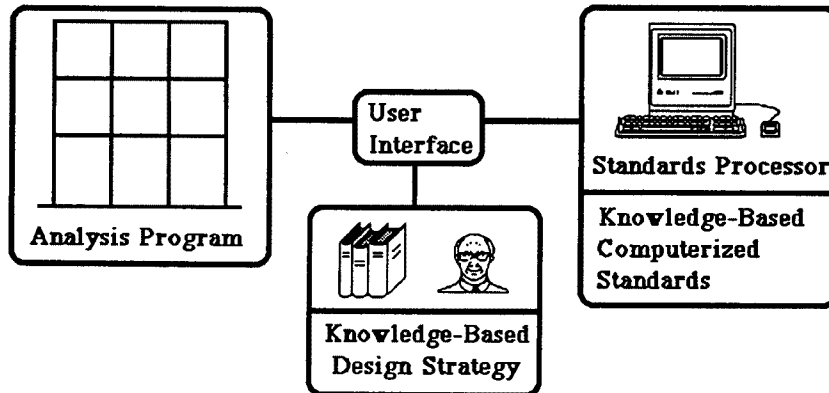 User
Interface
Analysis Program
Standards Processor
Knowledge-Based
Computerized
Standards
Knowledge-Based
Design Strategy